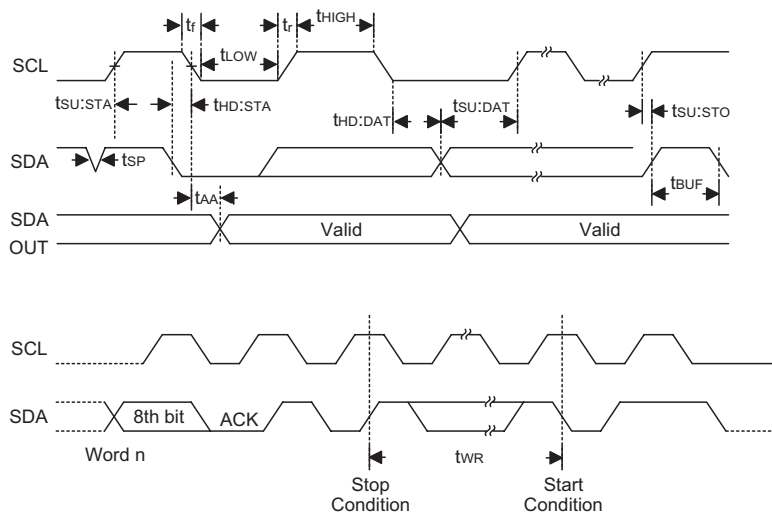 tf tr tHIGH
tLOW
SCL
tSU:STA tHD:STA tHD:DAT tSU:DAT tSU:STO
SDA tSP tBUF
tAA
SDA
OUT Valid Valid
SCL
SDA 8th bit ACK
Word n tWR
Stop
Condition
Start
Condition